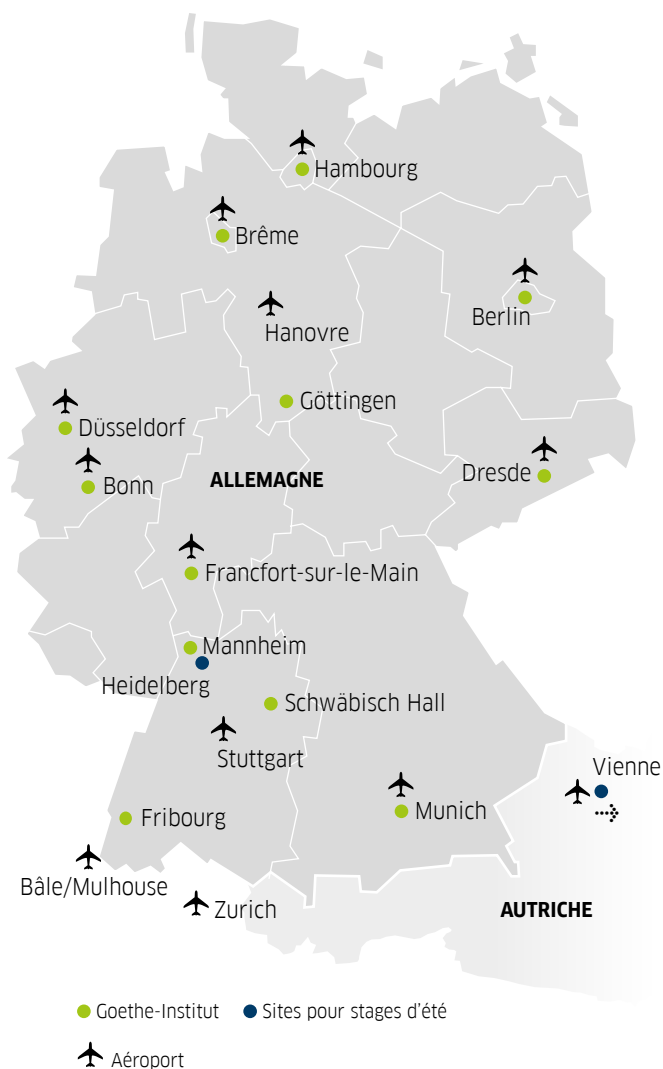 Hambourg
Brême
Berlin
Hanovre
Göttingen
Düsseldorf
Dresde
ALLEMAGNE
Bonn
Francfort-sur-le-Main
Mannheim
Heidelberg
Schwäbisch Hall
Stuttgart
Vienne
Munich
Fribourg
Bâle/Mulhouse
Zurich
AUTRICHE
Goethe-Institut
Sites pour stages d'été
Aéroport